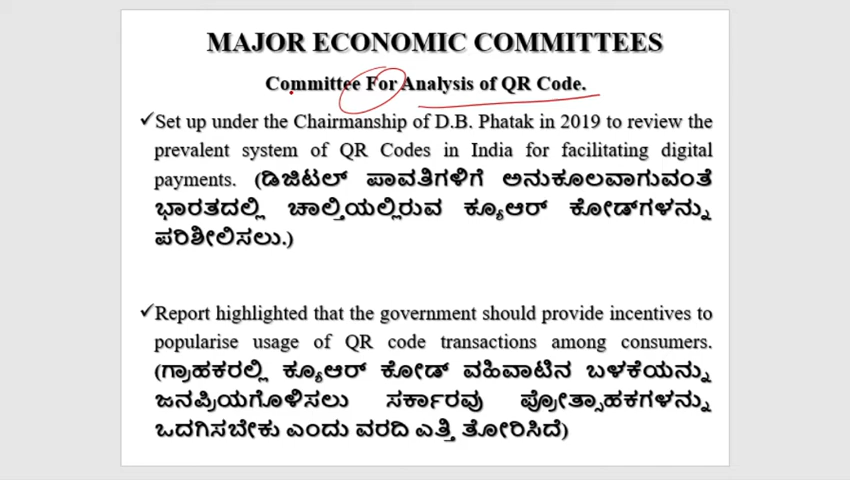 MAJOR ECONOMIC COMMITTEES
Committee For Analysis of QR Code.
✓Set up under the Chairmanship of D.B. Phatak in 2019 to review the
prevalent system of QR Codes in India for facilitating digital
payments. (ಡಿಜಿಟಲ್ ಪಾವತಿಗಳಿಗೆ ಅನುಕೂಲವಾಗುವಂತೆ
ಭಾರತದಲ್ಲಿ ಚಾಲ್ತಿಯಲ್ಲಿರುವ ಕ್ಯೂಆರ್ ಕೋಡ್‌ಗಳನ್ನು
ಪರಿಶೀಲಿಸಲು.)
✓Report highlighted that the government should provide incentives to
popularise usage of QR code transactions among consumers.
(ಗ್ರಾಹಕರಲ್ಲಿ ಕ್ಯೂಆರ್ ಕೋಡ್ ವಹಿವಾಟಿನ ಬಳಕೆಯನ್ನು
ಜನಪ್ರಿಯಗೊಳಿಸಲು ಸರ್ಕಾರವು ಪ್ರೋತ್ಸಾಹಕಗಳನ್ನು
ಒದಗಿಸಬೇಕು ಎಂದು ವರದಿ ಎತ್ತಿ ತೋರಿಸಿದೆ)